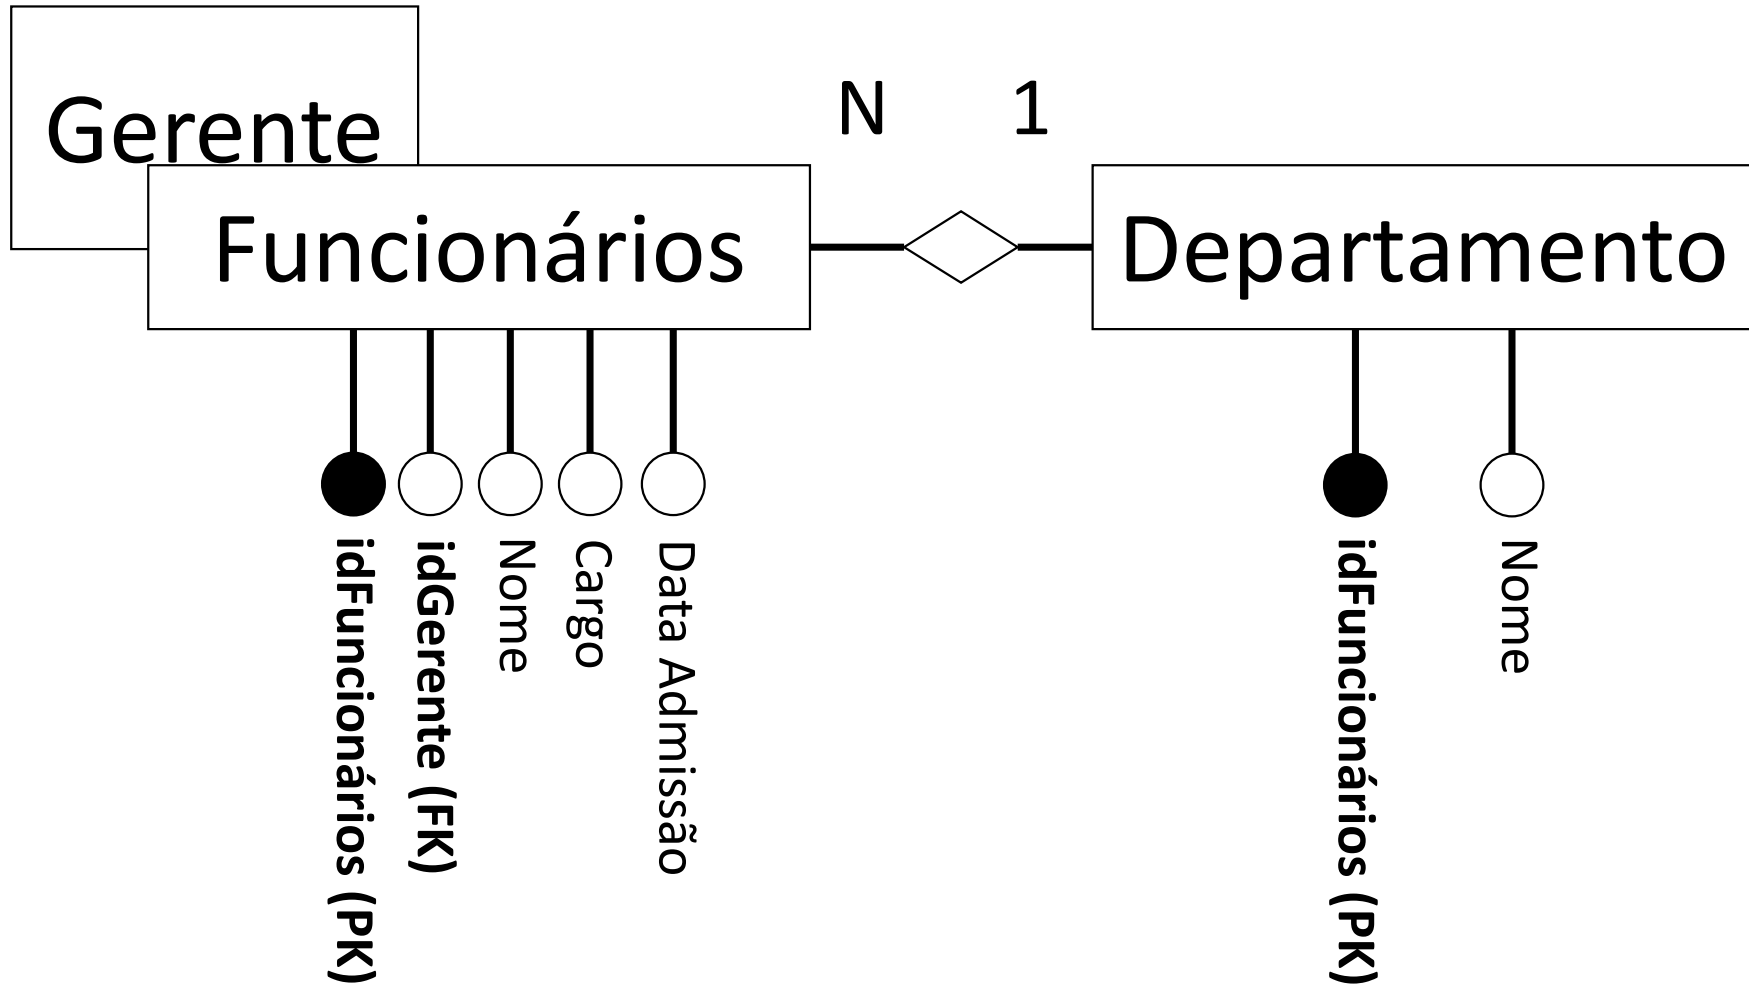 Gerente
N 1
Funcionários
Departamento
idFuncionários (PK)
idGerente (FK)
Nome
Cargo
Data Admissão
idFuncionários (PK)
Nome